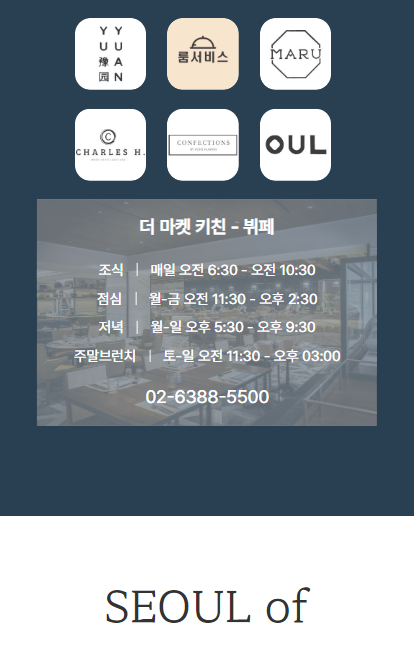 Y Y
U U
豫 A
园 N
룸서비스
MARU
CHARLES H.
CONFECTIONS
OUL
더 마켓 키친 - 뷔페
조식 | 매일 오전 6:30 - 오전 10:30
점심 | 월-금 오전 11:30 - 오후 2:30
저녁 | 월-일 오후 5:30 - 오후 9:30
주말브런치 | 토-일 오전 11:30 - 오후 03:00
02-6388-5500
SEOUL of